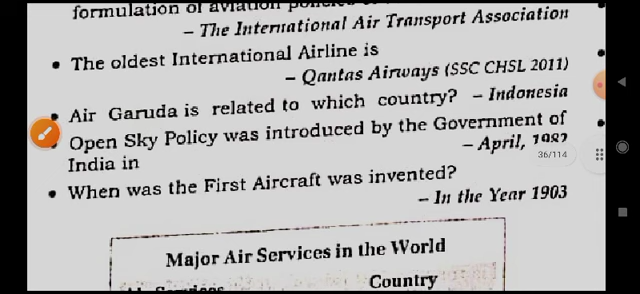 formulation of aviation
– The International Air Transport Association
• The oldest International Airline is
– Qantas Airways (SSC CHSL 2011)
• Air Garuda is related to which country? – Indonesia
• Open Sky Policy was introduced by the Government of
India in
– April,
36/114
• When was the First Aircraft was invented?
– In the Year 1903
Major Air Services in the World
Country